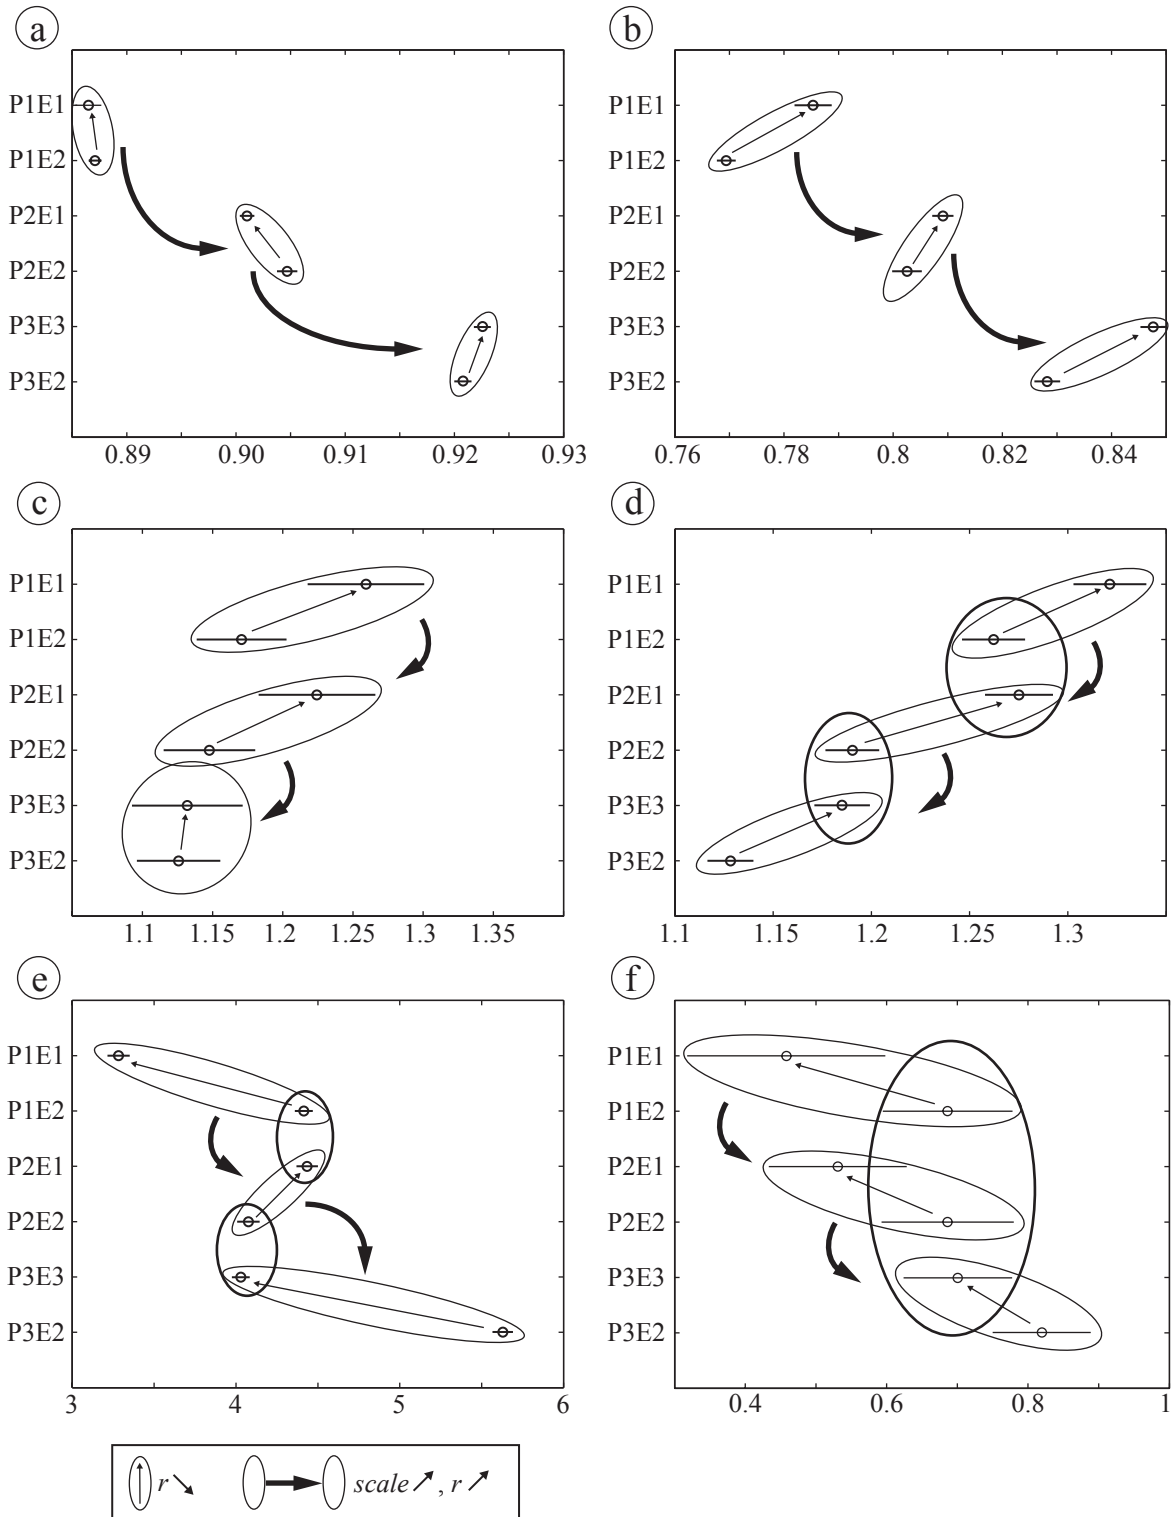 a
b
P1E1
P1E2
P2E1
P2E2
P3E3
P3E2
0.89 0.90 0.91 0.92 0.93
P1E1
P1E2
P2E1
P2E2
P3E3
P3E2
0.76 0.78 0.8 0.82 0.84
c
d
P1E1
P1E2
P2E1
P2E2
P3E3
P3E2
1.1 1.15 1.2 1.25 1.3 1.35
P1E1
P1E2
P2E1
P2E2
P3E3
P3E2
1.1 1.15 1.2 1.25 1.3
e
f
P1E1
P1E2
P2E1
P2E2
P3E3
P3E2
3 4 5 6
P1E1
P1E2
P2E1
P2E2
P3E3
P3E2
0.4 0.6 0.8 1
r ↘ scale ↗ , r ↗